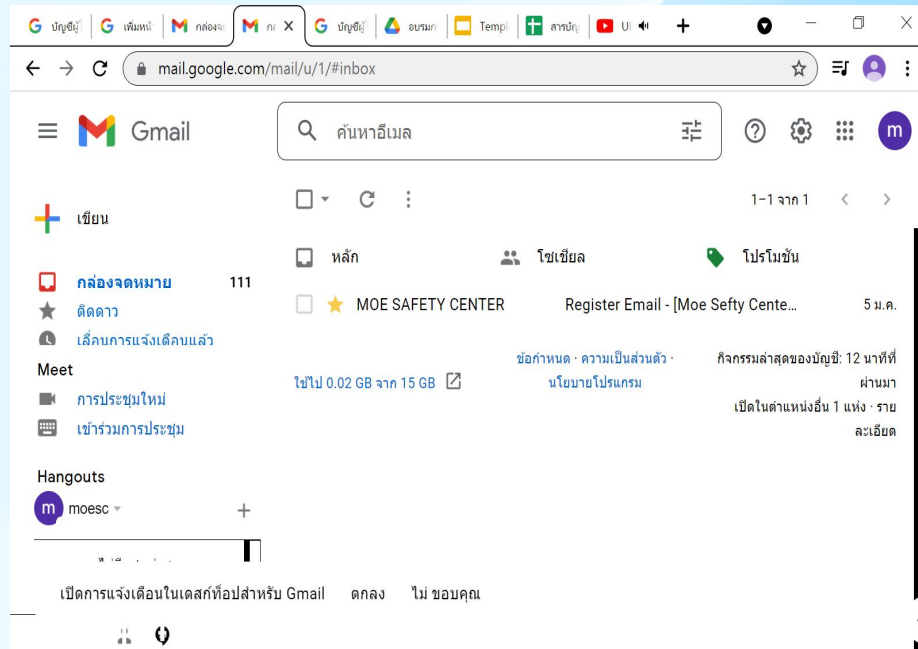 บัญชีผู้
เพิ่มหน้
กล่องจ
กล
บัญชีผู้
อบรมก
Templ
สารบัญ
UI
mail.google.com/mail/u/1/#inbox
Gmail
ค้นหาอีเมล
m
1–1 จาก 1
เขียน
หลัก
โซเชียล
โปรโมชัน
กล่องจดหมาย 111
MOE SAFETY CENTER Register Email - [Moe Sefty Cente... 5 ม.ค.
ติดดาว
เลื่อนการแจ้งเตือนแล้ว
Meet
การประชุมใหม่
เข้าร่วมการประชุม
ใช้ไป 0.02 GB จาก 15 GB
ข้อกำหนด · ความเป็นส่วนตัว ·
นโยบายโปรแกรม
กิจกรรมล่าสุดของบัญชี: 12 นาทีที่
ผ่านมา
เปิดในตำแหน่งอื่น 1 แห่ง · ราย
ละเอียด
Hangouts
m moesc
เปิดการแจ้งเตือนในเดสก์ท็อปสำหรับ Gmail ตกลง ไม่ ขอบคุณ